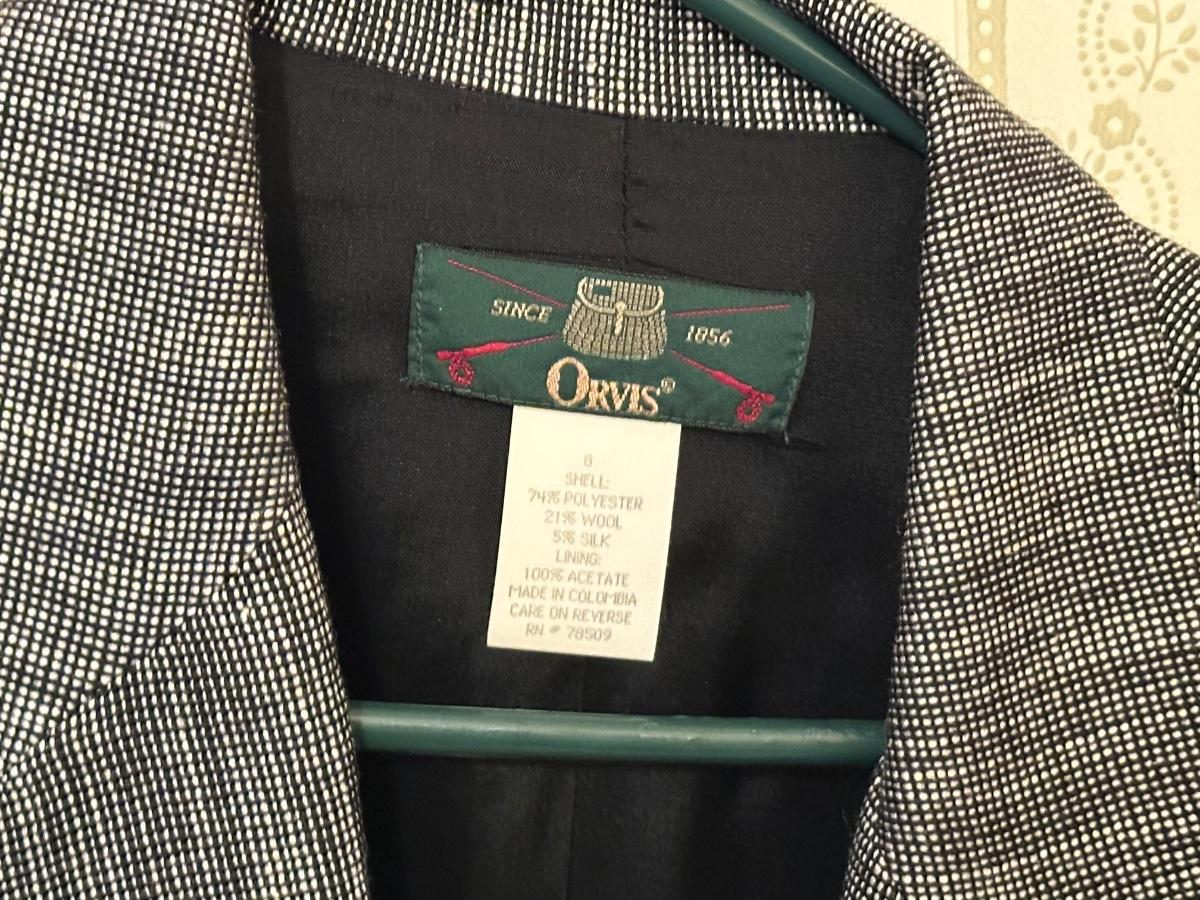 SINCE 1856
ORVIS®
8
SHELL:
74% POLYESTER
21% WOOL
5% SILK
LINING:
100% ACETATE
MADE IN COLOMBIA
CARE ON REVERSE
RN # 78509